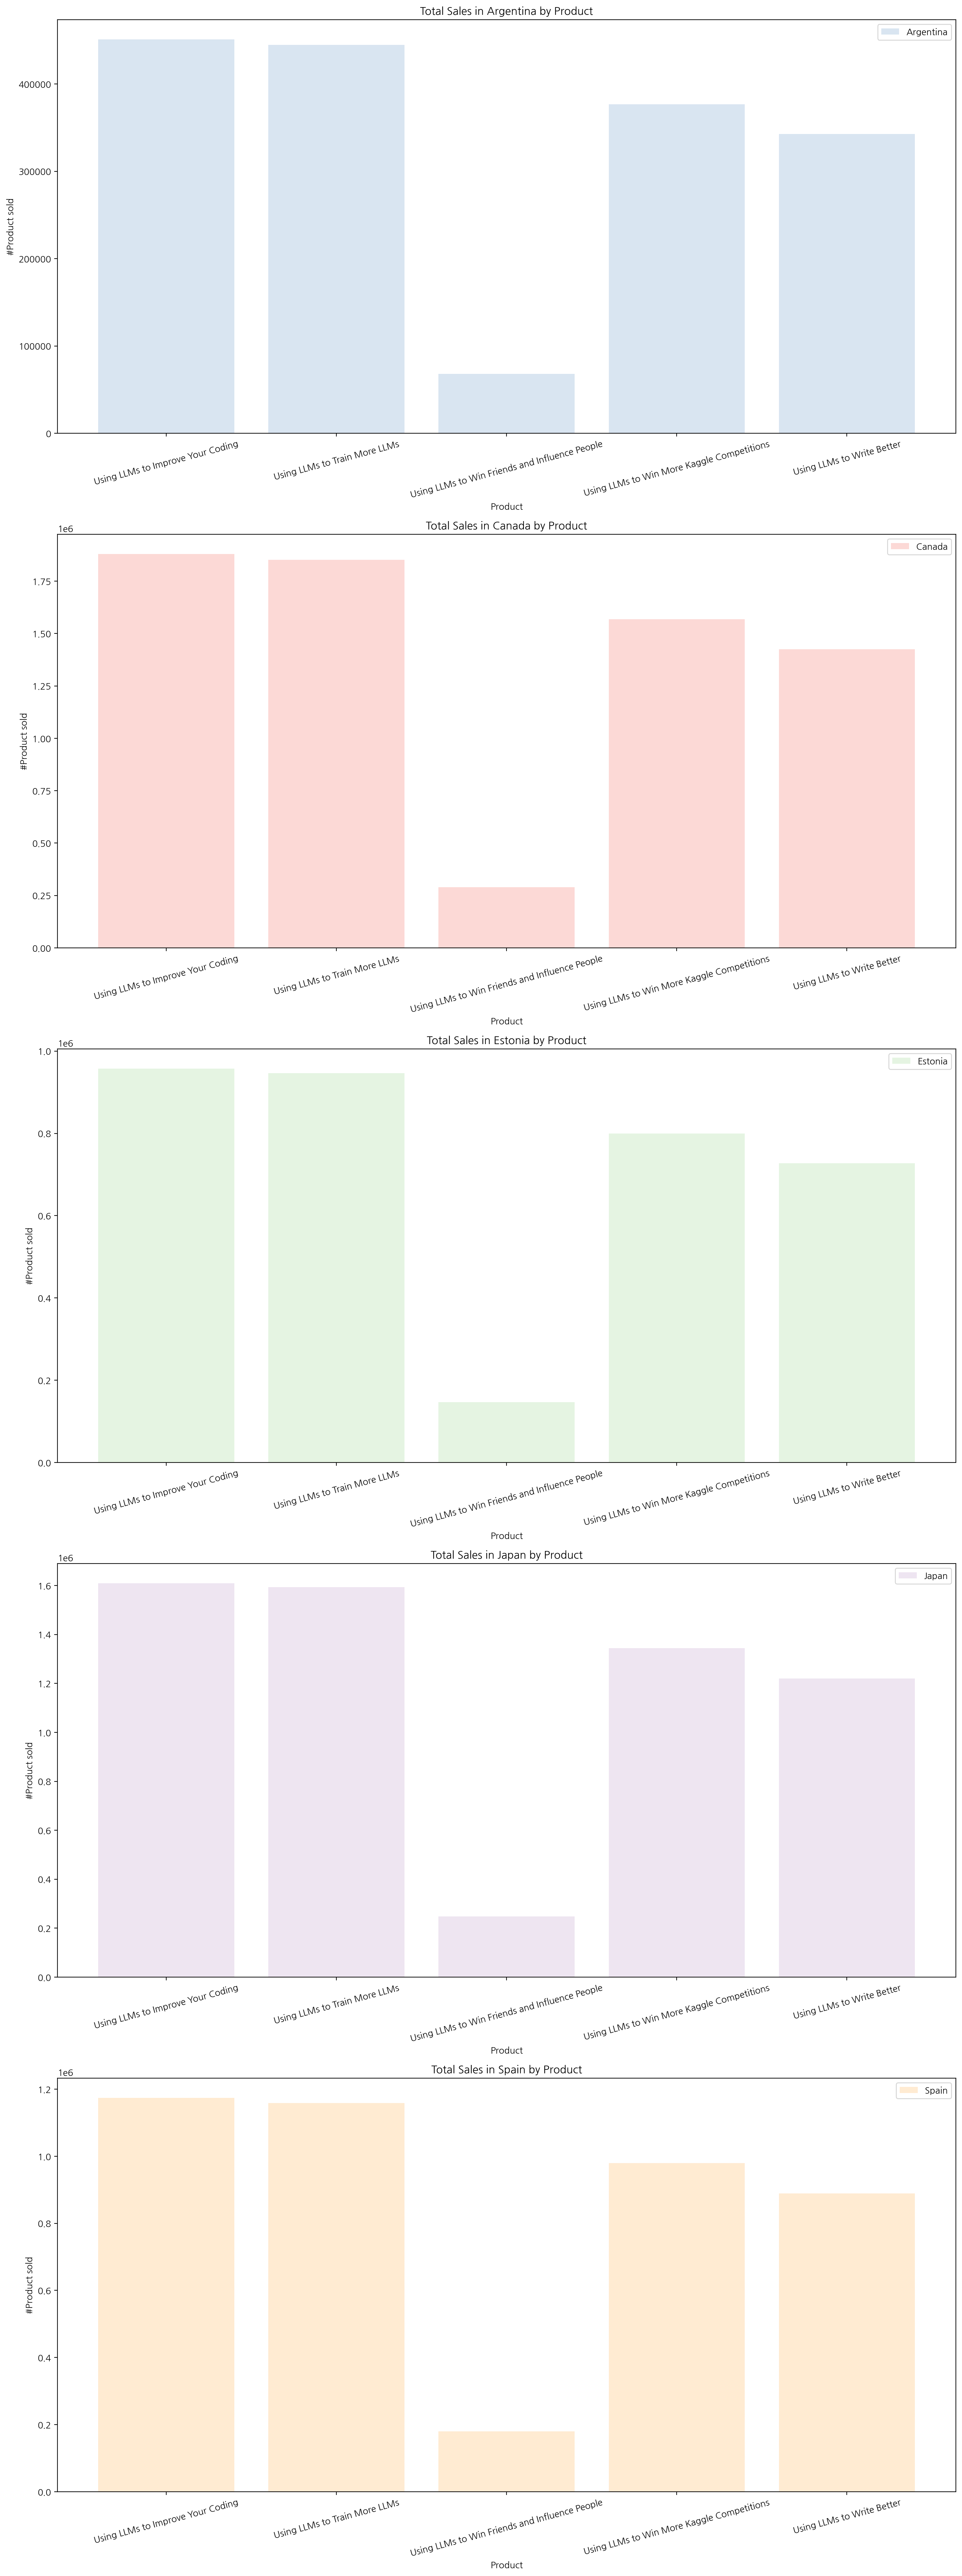 Total Sales in Argentina by Product
Argentina
400000
300000
200000
100000
0
#Product sold
Using LLMs to Improve Your Coding
Using LLMs to Train More LLMs
Using LLMs to Win Friends and Influence People
Using LLMs to Win More Kaggle Competitions
Using LLMs to Write Better
Product
Total Sales in Canada by Product
1e6
Canada
1.75
1.50
1.25
1.00
0.75
0.50
0.25
0.00
#Product sold
Using LLMs to Improve Your Coding
Using LLMs to Train More LLMs
Using LLMs to Win Friends and Influence People
Using LLMs to Win More Kaggle Competitions
Using LLMs to Write Better
Product
Total Sales in Estonia by Product
1e6
Estonia
1.0
0.8
0.6
0.4
0.2
0.0
#Product sold
Using LLMs to Improve Your Coding
Using LLMs to Train More LLMs
Using LLMs to Win Friends and Influence People
Using LLMs to Win More Kaggle Competitions
Using LLMs to Write Better
Product
Total Sales in Japan by Product
1e6
Japan
1.6
1.4
1.2
1.0
0.8
0.6
0.4
0.2
0.0
#Product sold
Using LLMs to Improve Your Coding
Using LLMs to Train More LLMs
Using LLMs to Win Friends and Influence People
Using LLMs to Win More Kaggle Competitions
Using LLMs to Write Better
Product
Total Sales in Spain by Product
1e6
Spain
1.2
1.0
0.8
0.6
0.4
0.2
0.0
#Product sold
Using LLMs to Improve Your Coding
Using LLMs to Train More LLMs
Using LLMs to Win Friends and Influence People
Using LLMs to Win More Kaggle Competitions
Using LLMs to Write Better
Product